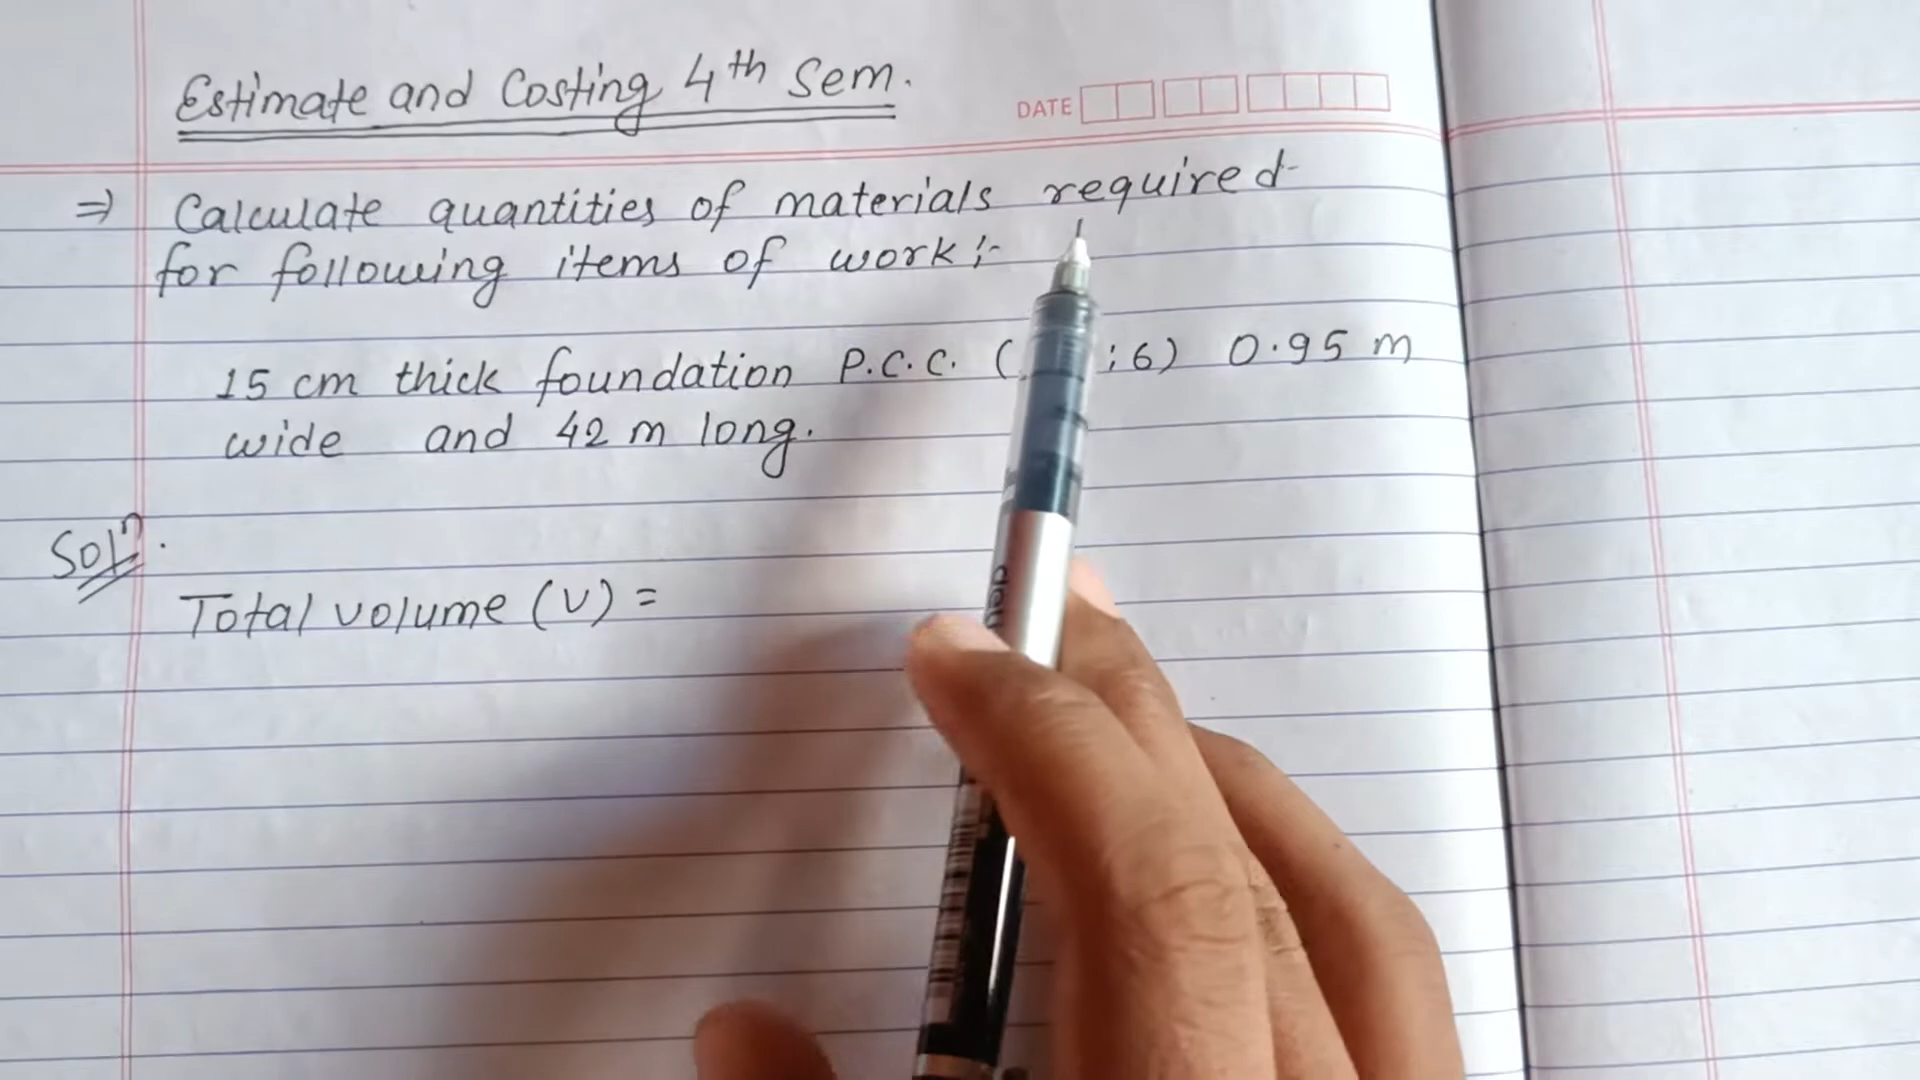 Estimate and Costing 4th Sem.
DATE
⇒ Calculate quantities of materials required
for following items of work :-
15 cm thick foundation P.C.C. ( :6) 0.95 m
wide and 42 m long.
Soln.
Total volume (V) =